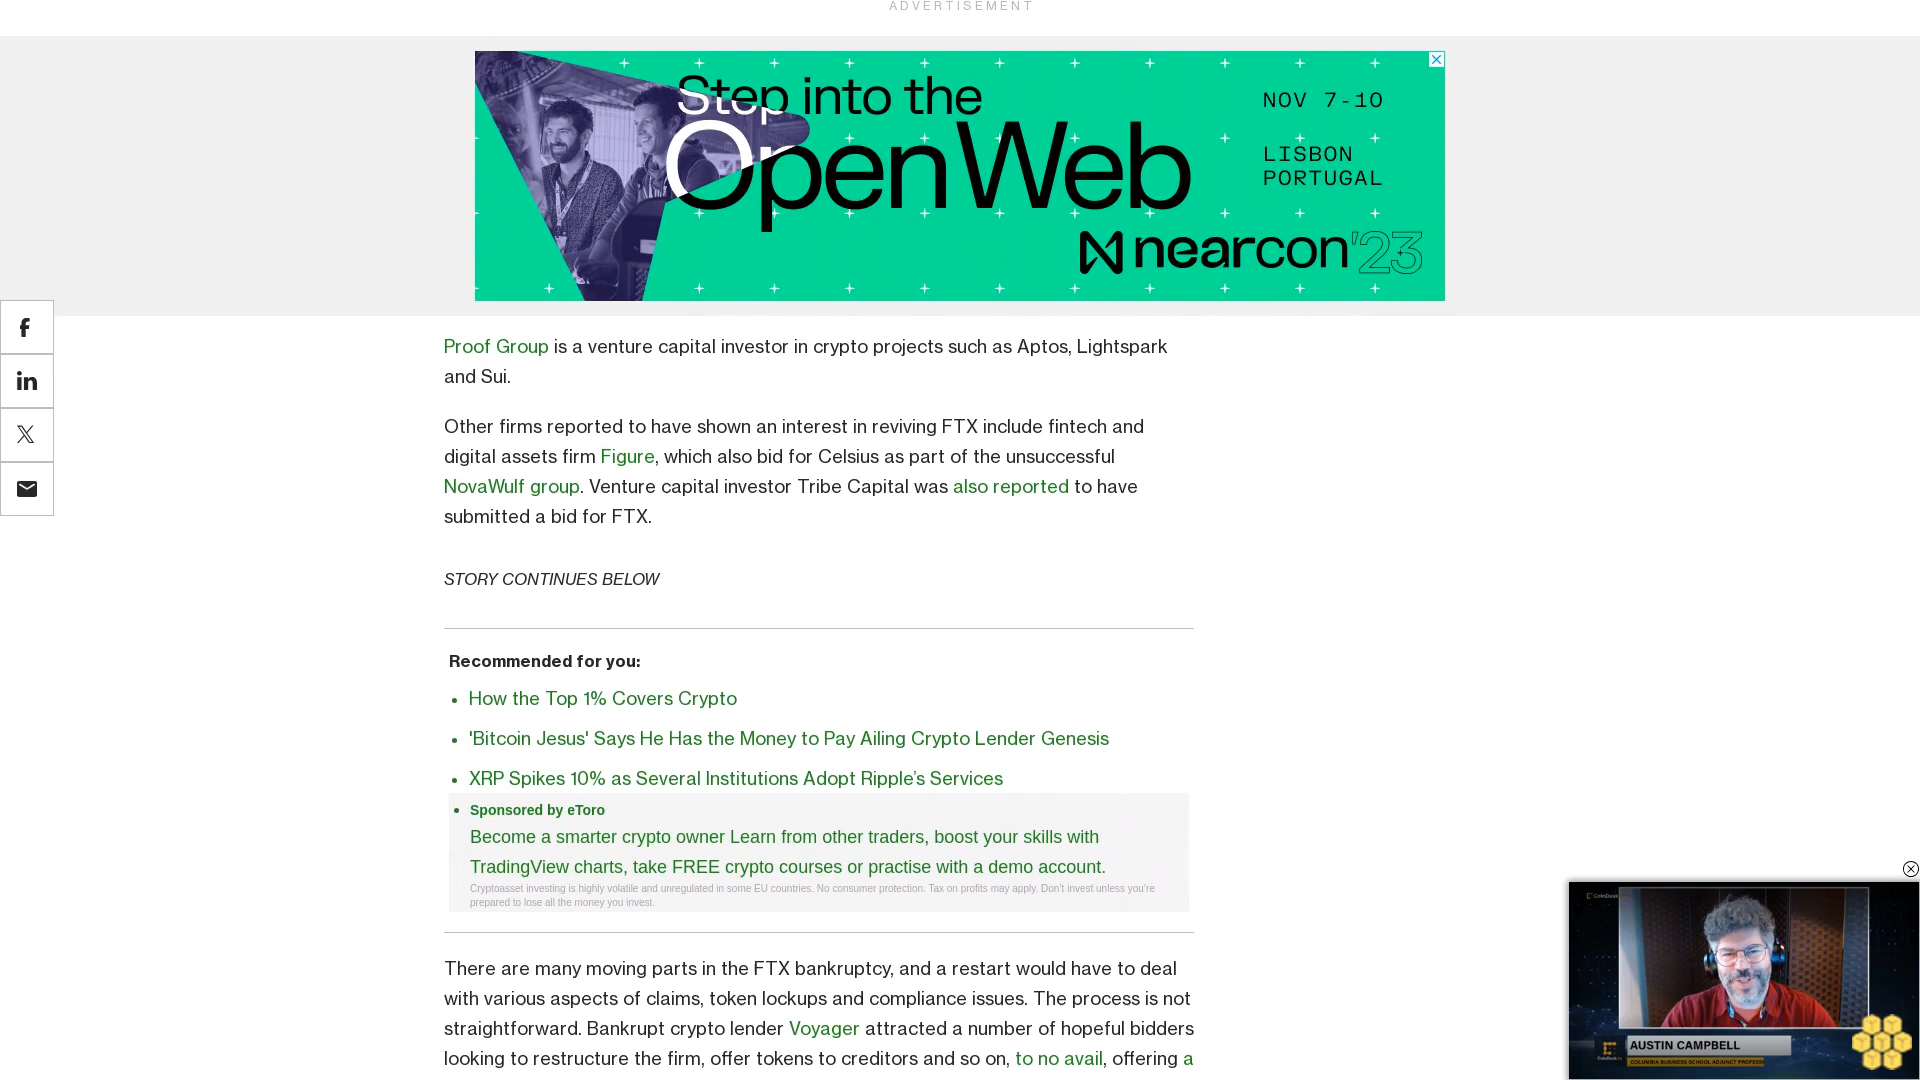 ADVERTISEMENT
Step into the
Open Web
NOV 7-10
LISBON
PORTUGAL
nearcon'23
Proof Group is a venture capital investor in crypto projects such as Aptos, Lightspark
and Sui.
Other firms reported to have shown an interest in reviving FTX include fintech and
digital assets firm Figure, which also bid for Celsius as part of the unsuccessful
NovaWulf group. Venture capital investor Tribe Capital was also reported to have
submitted a bid for FTX.
STORY CONTINUES BELOW
Recommended for you:
• How the Top 1% Covers Crypto
• 'Bitcoin Jesus' Says He Has the Money to Pay Ailing Crypto Lender Genesis
• XRP Spikes 10% as Several Institutions Adopt Ripple’s Services
• Sponsored by eToro
Become a smarter crypto owner Learn from other traders, boost your skills with
TradingView charts, take FREE crypto courses or practise with a demo account.
Cryptoasset investing is highly volatile and unregulated in some EU countries. No consumer protection. Tax on profits may apply. Don’t invest unless you’re
prepared to lose all the money you invest.
There are many moving parts in the FTX bankruptcy, and a restart would have to deal
with various aspects of claims, token lockups and compliance issues. The process is not
straightforward. Bankrupt crypto lender Voyager attracted a number of hopeful bidders
looking to restructure the firm, offer tokens to creditors and so on, to no avail, offering a
CoinDesk
AUSTIN CAMPBELL
COLUMBIA BUSINESS SCHOOL ADJUNCT PROFESS